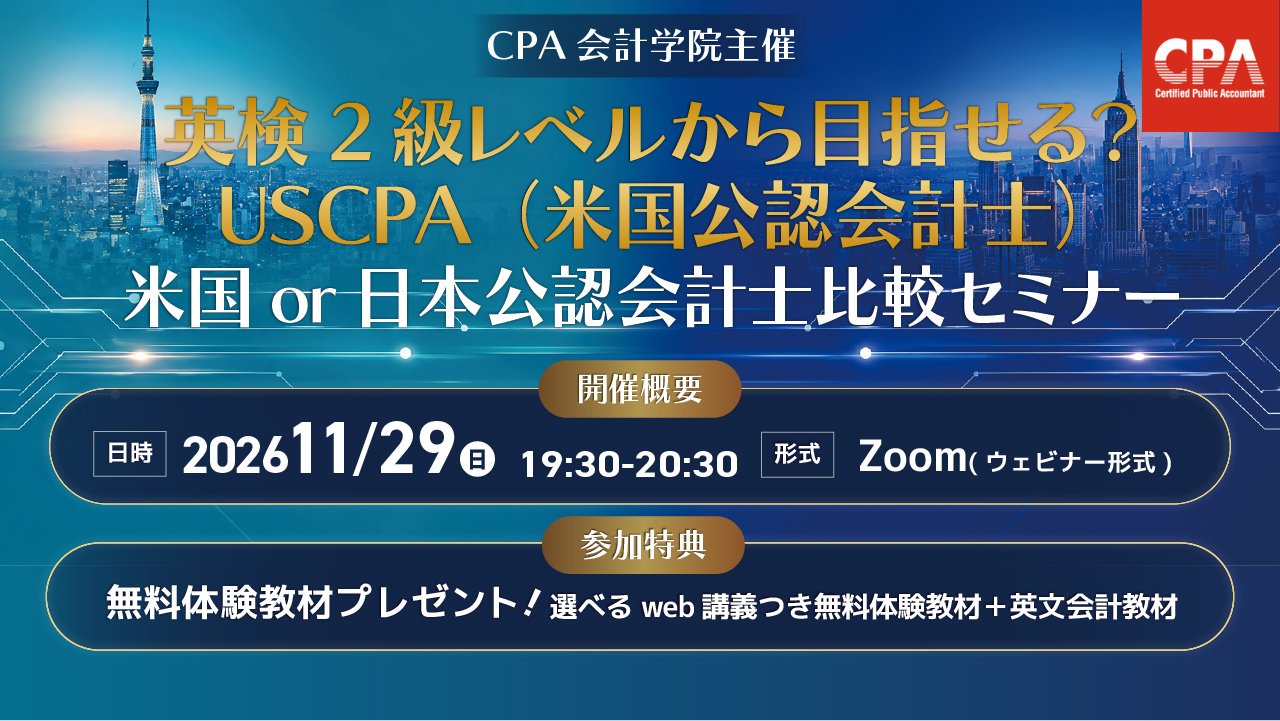 CPA 会計学院主催
CPA
Certified Public Accountant
英検 2 級レベルから目指せる?
USCPA（米国公認会計士）
米国 or 日本公認会計士比較セミナー
開催概要
日時 2026 11/29 日 19:30-20:30 形式 Zoom( ウェビナー形式 )
参加特典
無料体験教材プレゼント! 選べる web 講義つき無料体験教材＋英文会計教材